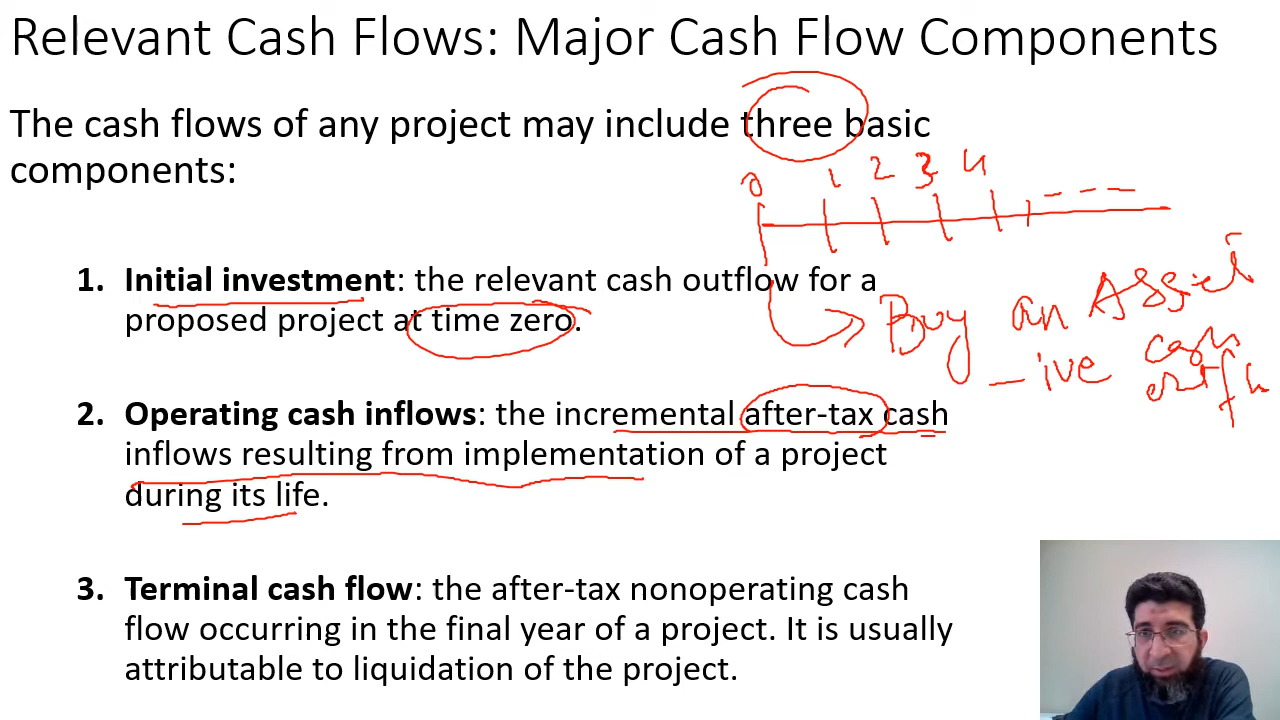 Relevant Cash Flows: Major Cash Flow Components
The cash flows of any project may include three basic
components:
0 1 2 3 4
1. Initial investment: the relevant cash outflow for a
proposed project at time zero.
Buy an Asset
-ive cash
2. Operating cash inflows: the incremental after-tax cash
inflows resulting from implementation of a project
during its life.
3. Terminal cash flow: the after-tax nonoperating cash
flow occurring in the final year of a project. It is usually
attributable to liquidation of the project.